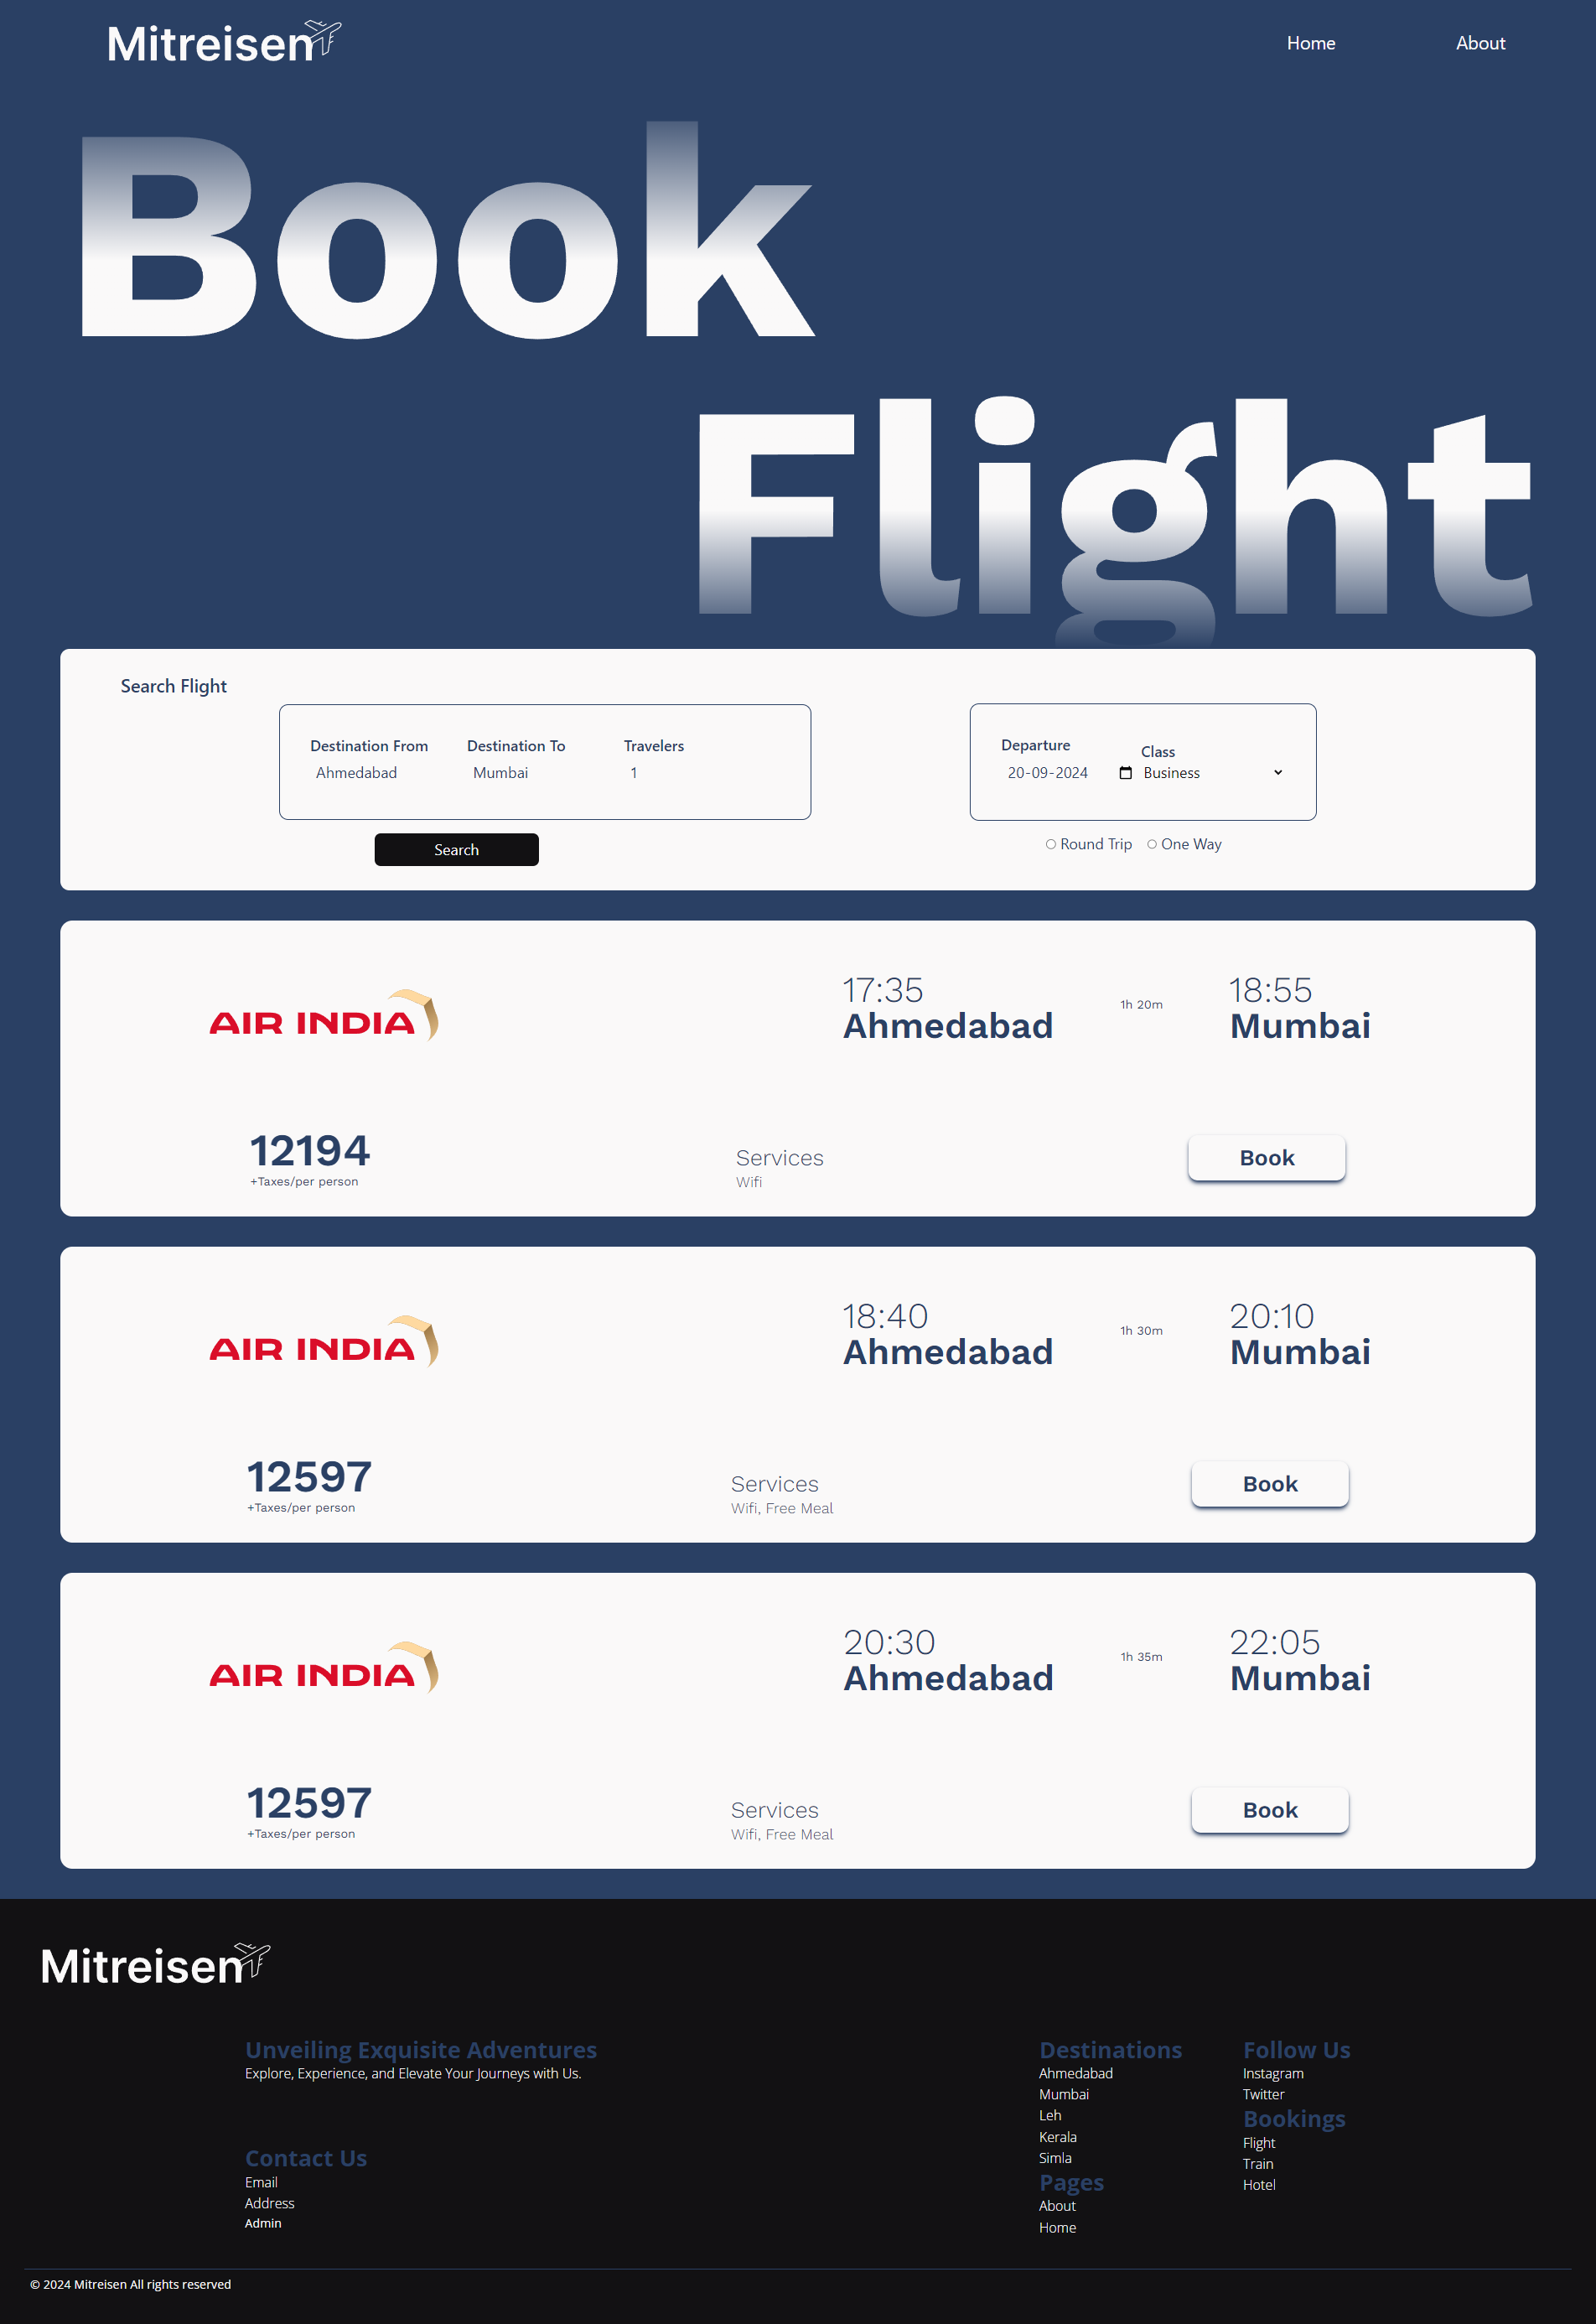 Mitreisen
Home
About
Book
Flight
Search Flight
Destination From
Destination To
Travelers
Ahmedabad
Mumbai
1
Departure
Class
20-09-2024
Business
Search
Round Trip
One Way
AIR INDIA
17:35
Ahmedabad
1h 20m
18:55
Mumbai
12194
+Taxes/per person
Services
Wifi
Book
AIR INDIA
18:40
Ahmedabad
1h 30m
20:10
Mumbai
12597
+Taxes/per person
Services
Wifi, Free Meal
Book
AIR INDIA
20:30
Ahmedabad
1h 35m
22:05
Mumbai
12597
+Taxes/per person
Services
Wifi, Free Meal
Book
Mitreisen
Unveiling Exquisite Adventures
Explore, Experience, and Elevate Your Journeys with Us.
Contact Us
Email
Address
Admin
Destinations
Ahmedabad
Mumbai
Leh
Kerala
Simla
Pages
About
Home
Follow Us
Instagram
Twitter
Bookings
Flight
Train
Hotel
© 2024 Mitreisen All rights reserved